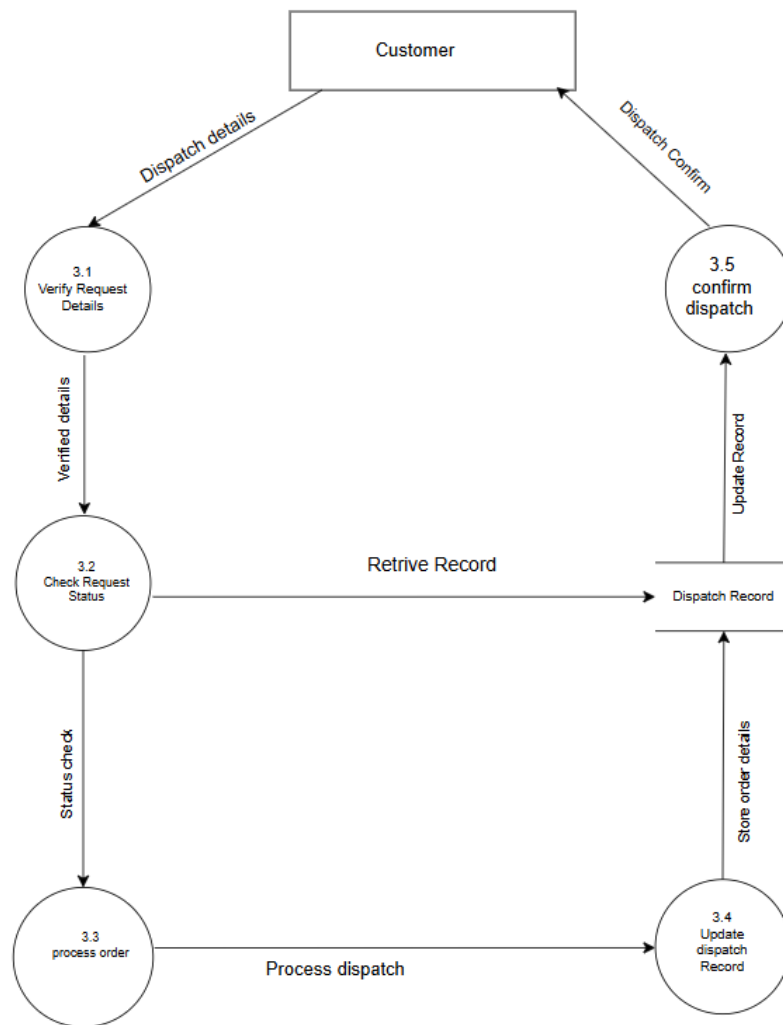 Customer
Dispatch details
Dispatch Confirm
3.1
Verify Request
Details
3.5
confirm
dispatch
Verified details
Update Record
3.2
Check Request
Status
Retrive Record
Dispatch Record
Status check
Store order details
3.3
process order
Process dispatch
3.4
Update
dispatch
Record